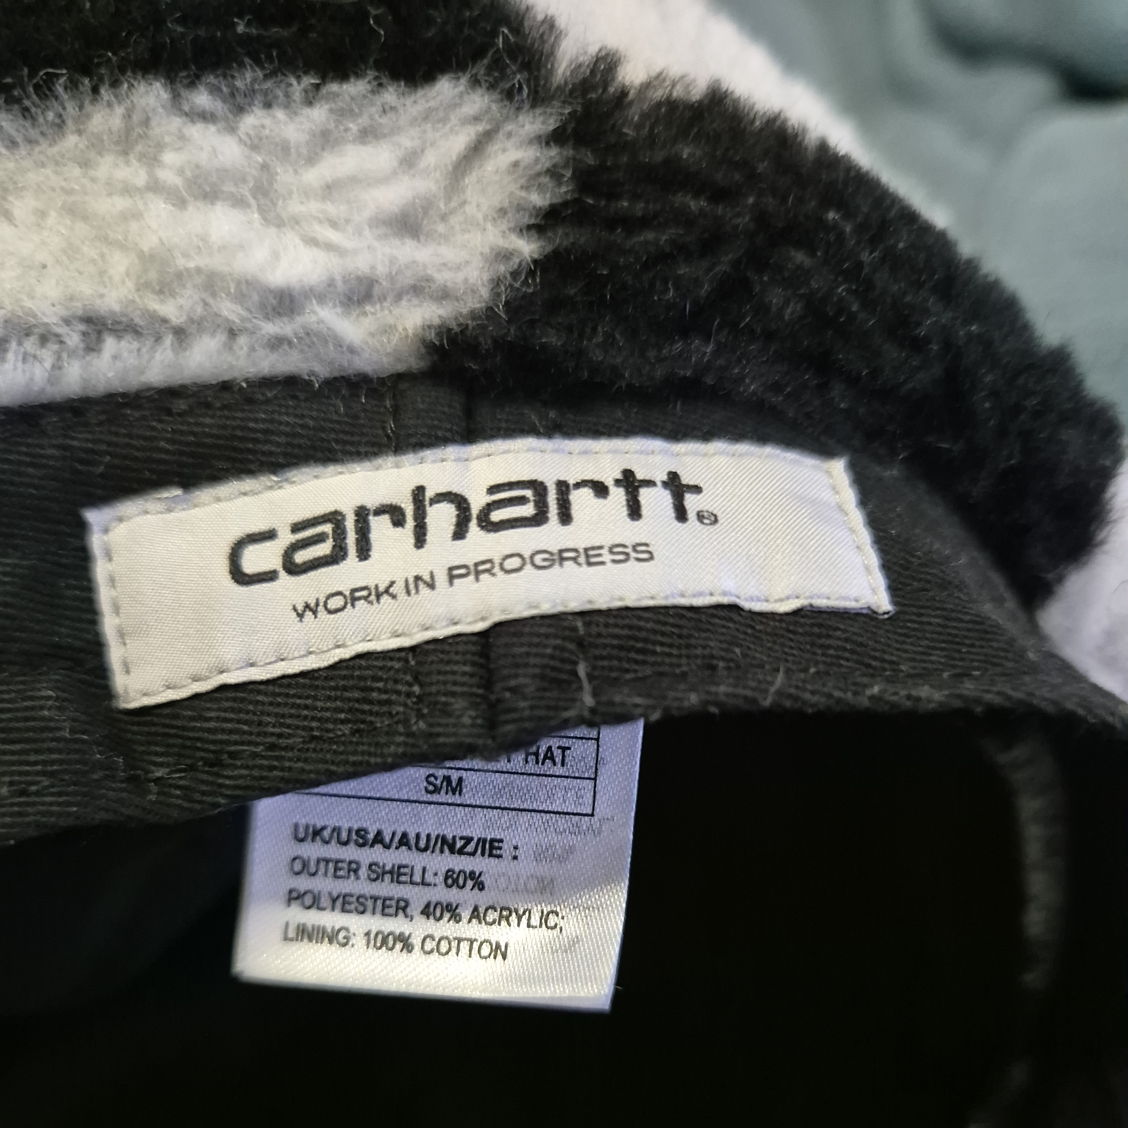 carhartt®
WORK IN PROGRESS
HAT
S/M
UK/USA/AU/NZ/IE :
OUTER SHELL: 60%
POLYESTER, 40% ACRYLIC;
LINING: 100% COTTON